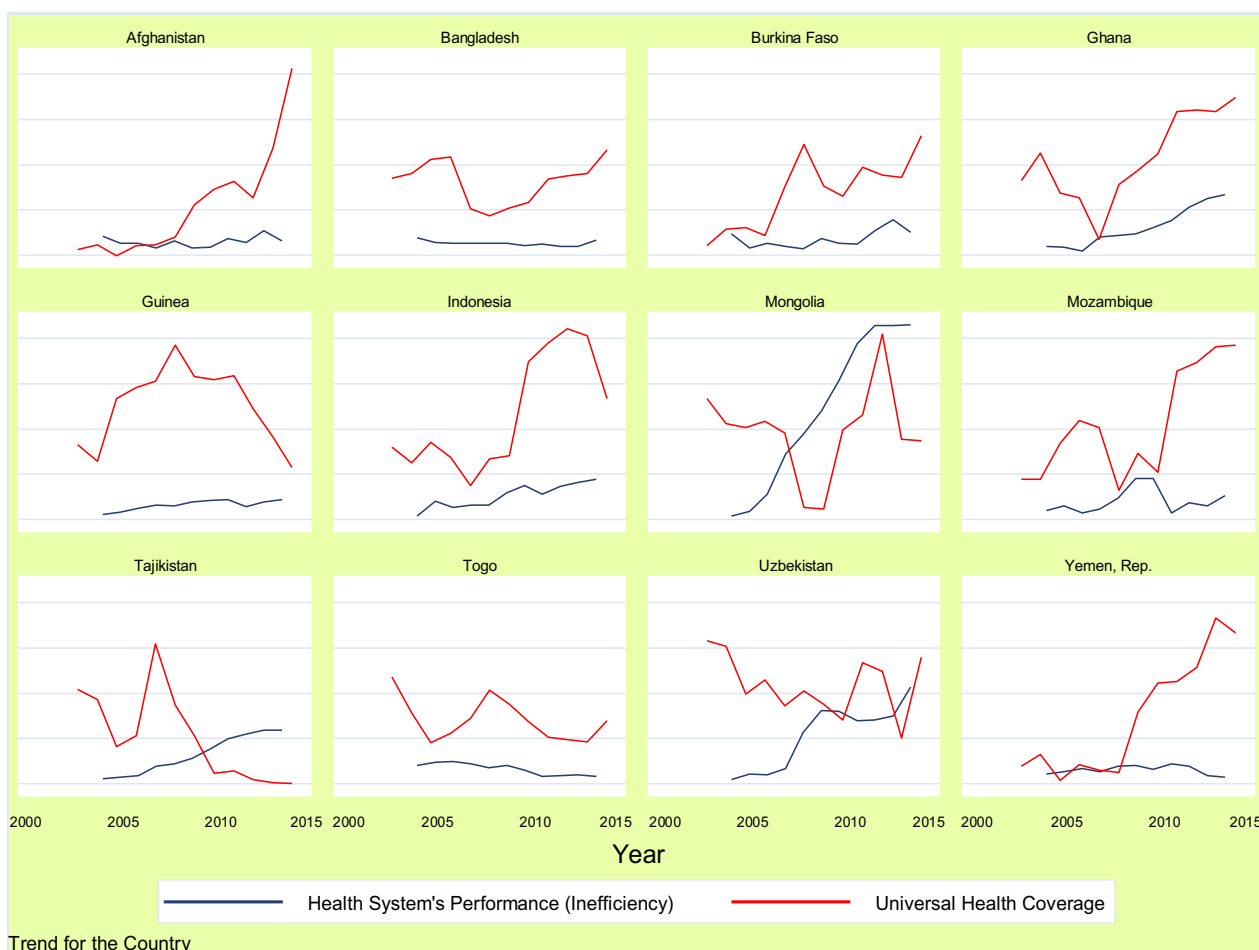 Afghanistan Bangladesh Burkina Faso Ghana
Guinea Indonesia Mongolia Mozambique
Tajikistan Togo Uzbekistan Yemen, Rep.
2000 2005 2010 2015 2000 2005 2010 2015 2000 2005 2010 2015 2000 2005 2010 2015
Year
Health System's Performance (Inefficiency) Universal Health Coverage
Trend for the Country